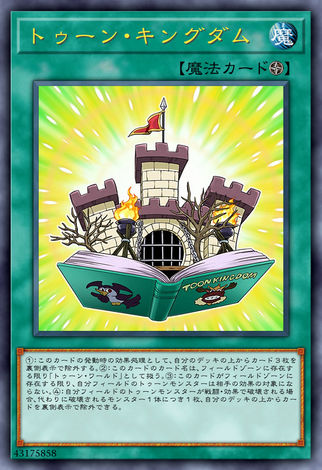 トゥーン・キングダム
魔
【魔法カード】
TOON KINGDOM
①:このカードの発動時の効果処理として、自分のデッキの上からカード3枚を
裏側表示で除外する。②:このカードのカード名は、フィールドゾーンに存在す
る限り「トゥーン・ワールド」として扱う。③:このカードがフィールドゾーンに
存在する限り、自分フィールドのトゥーンモンスターは相手の効果の対象になら
ない。④:自分フィールドのトゥーンモンスターが戦闘・効果で破壊される場
合、代わりに破壊されるモンスター1体につき1枚、自分のデッキの上からカー
ドを裏側表示で除外できる。
43175858